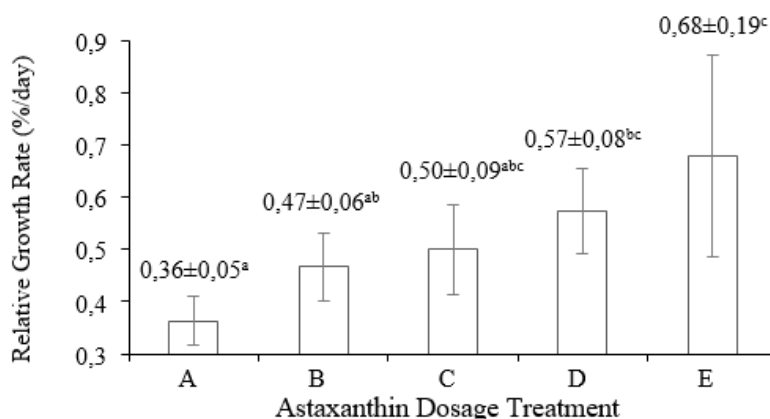 Relative Growth Rate (%/day)
0,9
0,8
0,7
0,6
0,5
0,4
0,3
0,36±0,05ᵃ
0,47±0,06ᵃᵇ
0,50±0,09ᵃᵇᶜ
0,57±0,08ᵇᶜ
0,68±0,19ᶜ
A B C D E
Astaxanthin Dosage Treatment